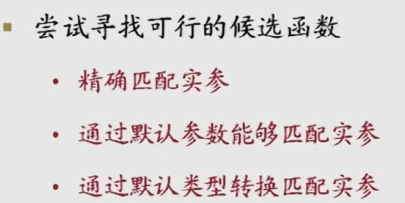 尝试寻找可行的候选函数
• 精确匹配实参
• 通过默认参数能够匹配实参
• 通过默认类型转换匹配实参